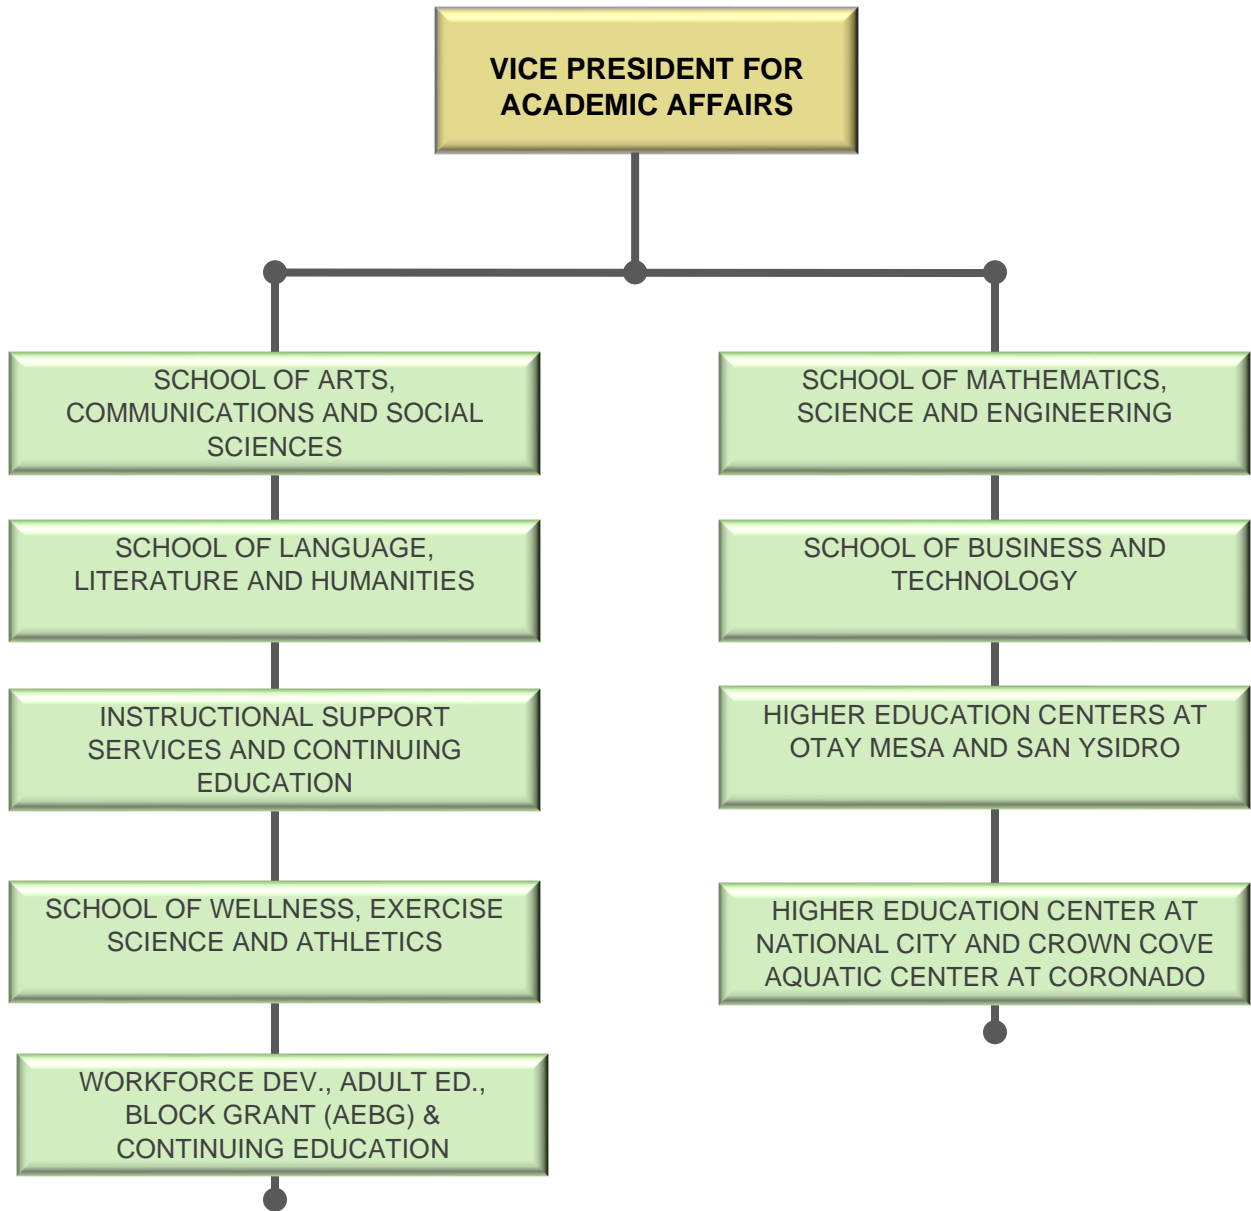 VICE PRESIDENT FOR
ACADEMIC AFFAIRS
SCHOOL OF ARTS,
COMMUNICATIONS AND SOCIAL
SCIENCES
SCHOOL OF LANGUAGE,
LITERATURE AND HUMANITIES
INSTRUCTIONAL SUPPORT
SERVICES AND CONTINUING
EDUCATION
SCHOOL OF WELLNESS, EXERCISE
SCIENCE AND ATHLETICS
WORKFORCE DEV., ADULT ED.,
BLOCK GRANT (AEBG) &
CONTINUING EDUCATION
SCHOOL OF MATHEMATICS,
SCIENCE AND ENGINEERING
SCHOOL OF BUSINESS AND
TECHNOLOGY
HIGHER EDUCATION CENTERS AT
OTAY MESA AND SAN YSIDRO
HIGHER EDUCATION CENTER AT
NATIONAL CITY AND CROWN COVE
AQUATIC CENTER AT CORONADO